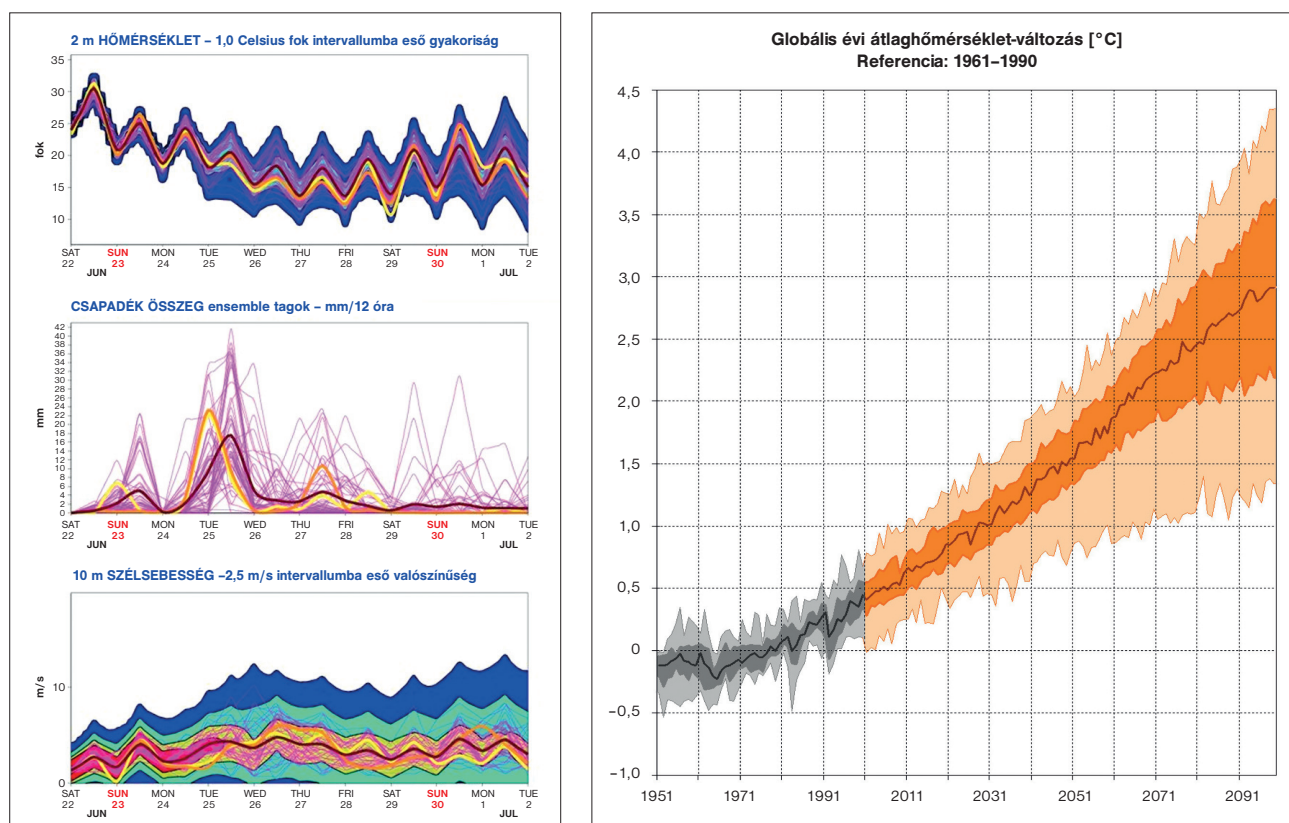 2 m HŐMÉRSÉKLET – 1,0 Celsius fok intervallumba eső gyakoriság
35
30
25
20
15
10
fok
SAT SUN MON TUE WED THU FRI SAT SUN MON TUE
22 23 24 25 26 27 28 29 30 1 2
JUN JUL
CSAPADÉK ÖSSZEG ensemble tagok – mm/12 óra
42
40
38
36
34
32
30
28
26
24
22
20
18
16
14
12
10
8
6
4
2
0
mm
SAT SUN MON TUE WED THU FRI SAT SUN MON TUE
22 23 24 25 26 27 28 29 30 1 2
JUN JUL
10 m SZÉLSEBESSÉG –2,5 m/s intervallumba eső valószínűség
10
0
m/s
SAT SUN MON TUE WED THU FRI SAT SUN MON TUE
22 23 24 25 26 27 28 29 30 1 2
JUN JUL
Globális évi átlaghőmérséklet-változás [°C]
Referencia: 1961–1990
4,5
4,0
3,5
3,0
2,5
2,0
1,5
1,0
0,5
0
–0,5
–1,0
1951 1971 1991 2011 2031 2051 2071 2091